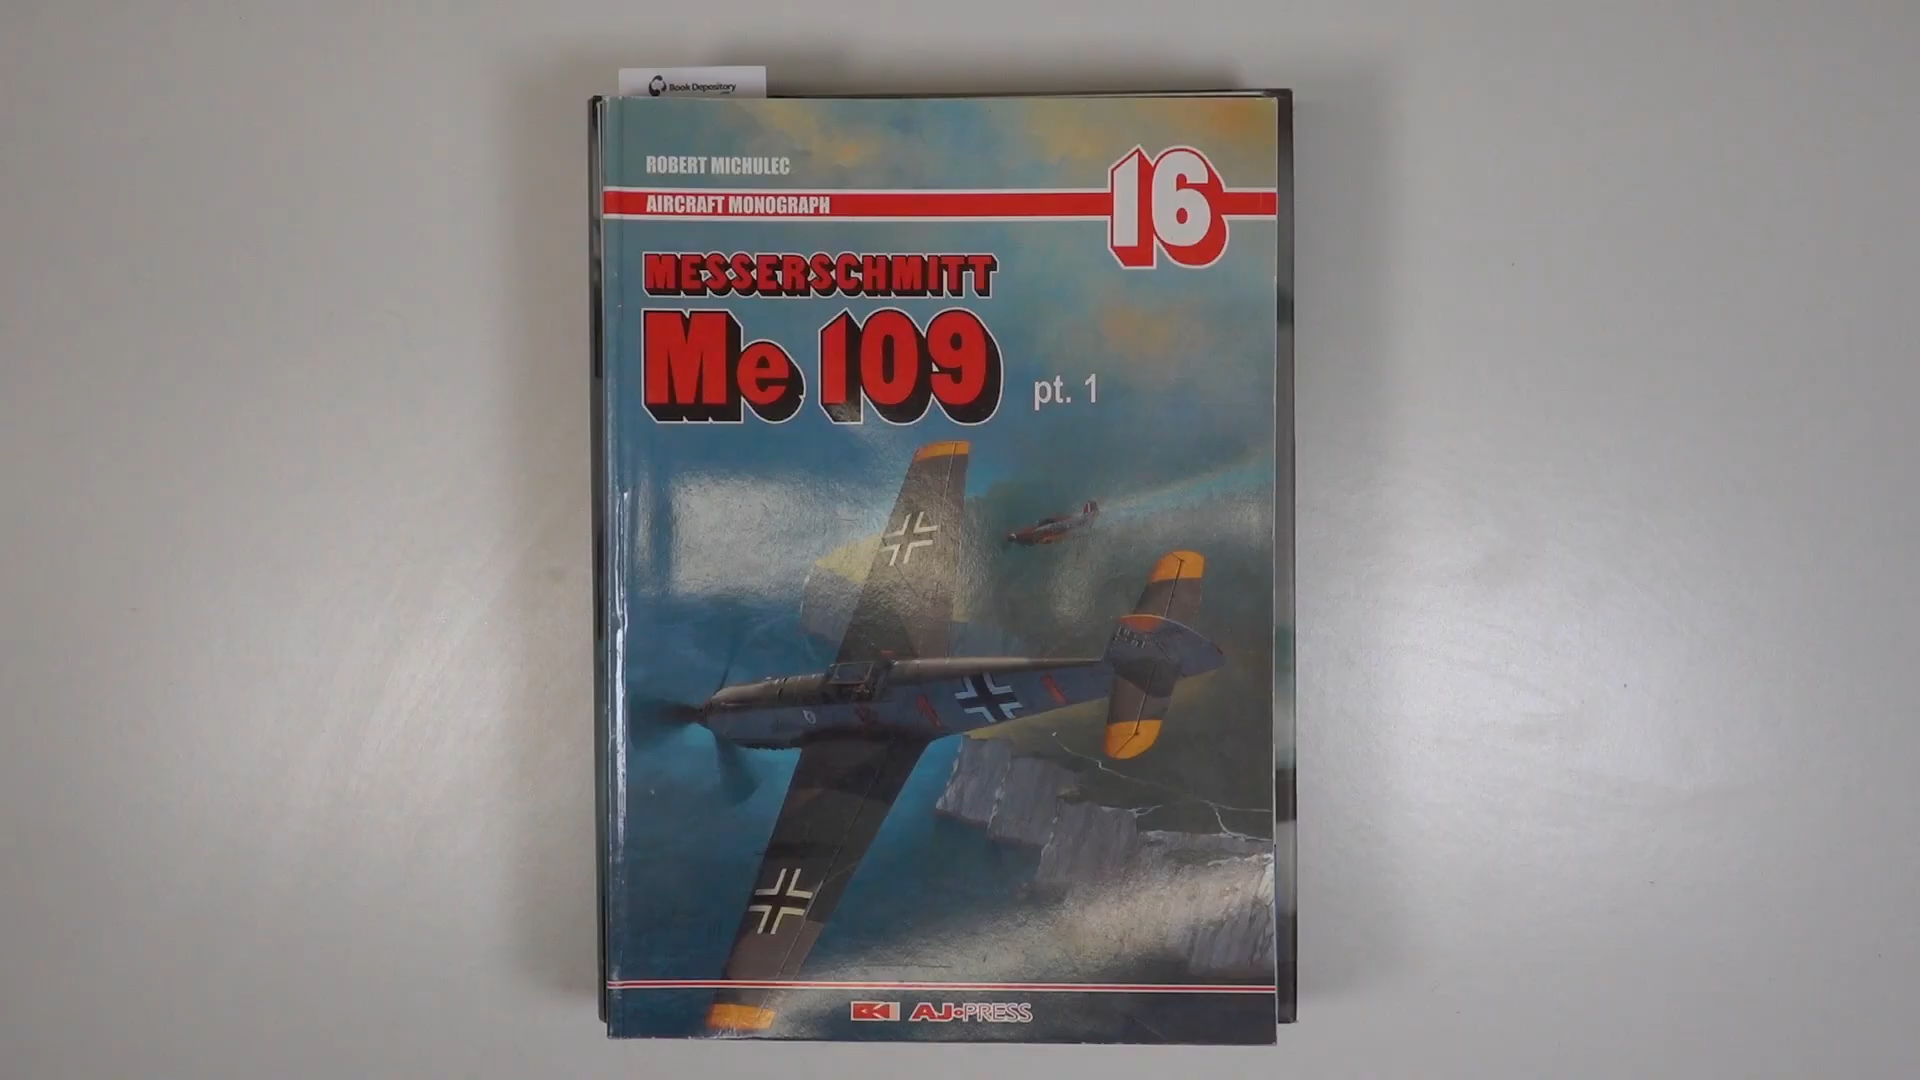 Book Depository
ROBERT MICHULEC
AIRCRAFT MONOGRAPH
16
MESSERSCHMITT
Me 109 pt. 1
AJ-PRESS